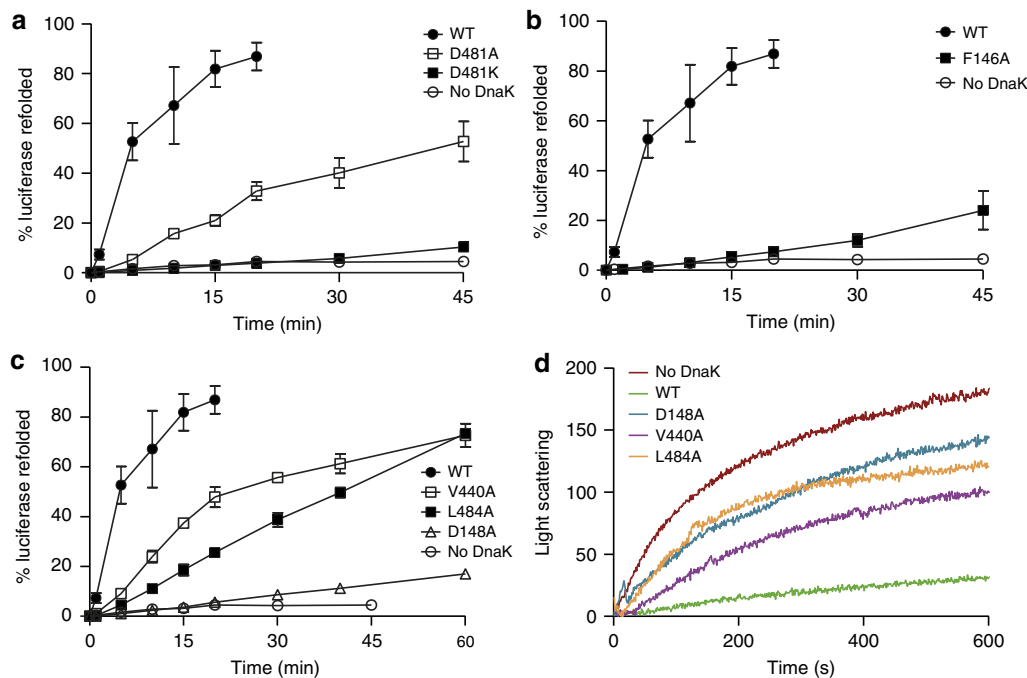 a
% luciferase refolded
100
80
60
40
20
0
0 15 30 45
Time (min)
WT
D481A
D481K
No DnaK
b
% luciferase refolded
100
80
60
40
20
0
0 15 30 45
Time (min)
WT
F146A
No DnaK
c
% luciferase refolded
100
80
60
40
20
0
0 15 30 45 60
Time (min)
WT
V440A
L484A
D148A
No DnaK
d
Light scattering
200
150
100
50
0
0 200 400 600
Time (s)
No DnaK
WT
D148A
V440A
L484A